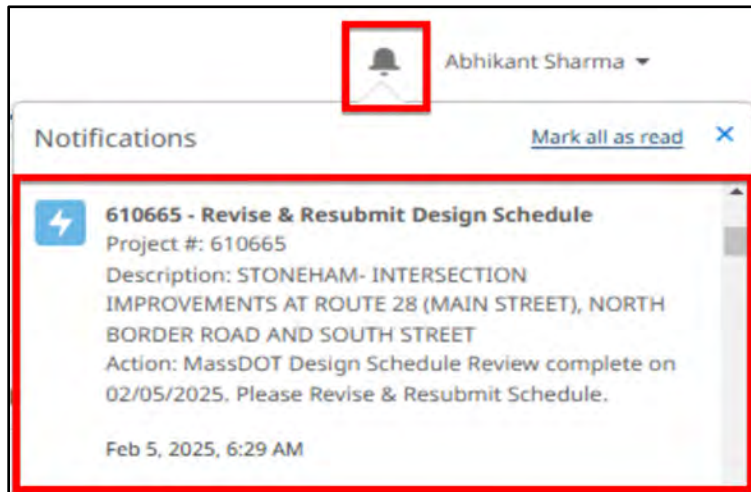 Abhikant Sharma
Notifications
Mark all as read
610665 - Revise & Resubmit Design Schedule
Project #: 610665
Description: STONEHAM- INTERSECTION
IMPROVEMENTS AT ROUTE 28 (MAIN STREET), NORTH
BORDER ROAD AND SOUTH STREET
Action: MassDOT Design Schedule Review complete on
02/05/2025. Please Revise & Resubmit Schedule.
Feb 5, 2025, 6:29 AM